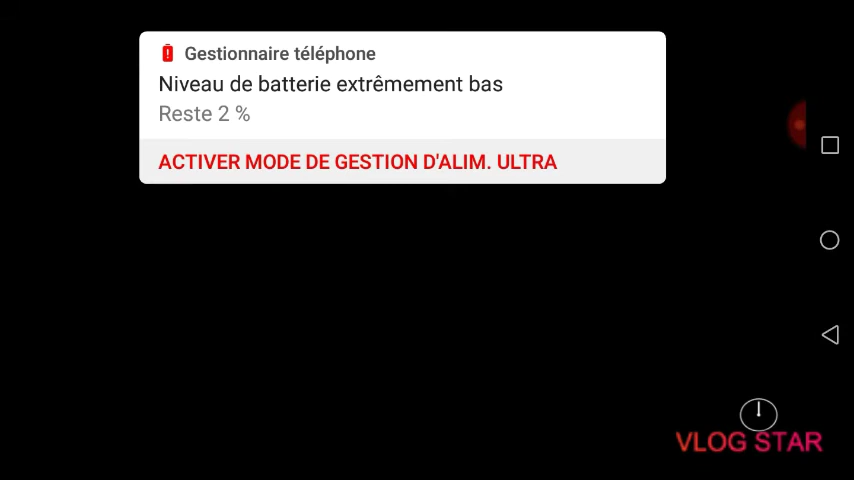 Gestionnaire téléphone
Niveau de batterie extrêmement bas
Reste 2 %
ACTIVER MODE DE GESTION D'ALIM. ULTRA
VLOG STAR